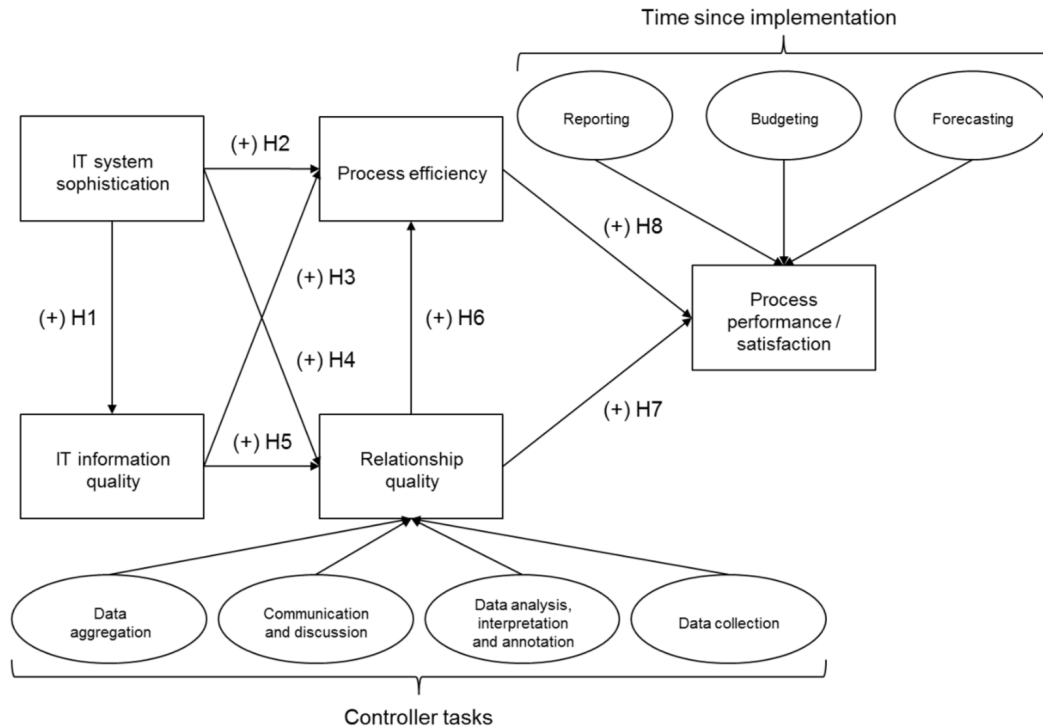 Time since implementation
Reporting
Budgeting
Forecasting
IT system
sophistication
(+) H2
Process efficiency
(+) H8
(+) H3
(+) H1
(+) H6
Process
performance /
satisfaction
(+) H4
(+) H7
IT information
quality
(+) H5
Relationship
quality
Data
aggregation
Communication
and discussion
Data analysis,
interpretation
and annotation
Data collection
Controller tasks